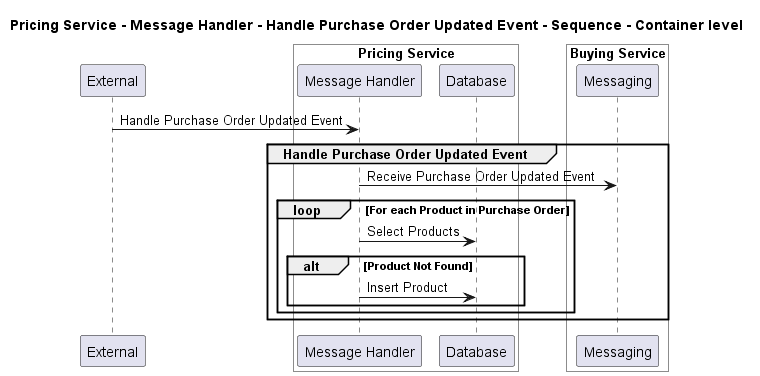 Pricing Service - Message Handler - Handle Purchase Order Updated Event - Sequence - Container level
Pricing Service
Buying Service
External
Message Handler
Database
Messaging
Handle Purchase Order Updated Event
Handle Purchase Order Updated Event
Receive Purchase Order Updated Event
loop
[For each Product in Purchase Order]
Select Products
alt
[Product Not Found]
Insert Product
External
Message Handler
Database
Messaging